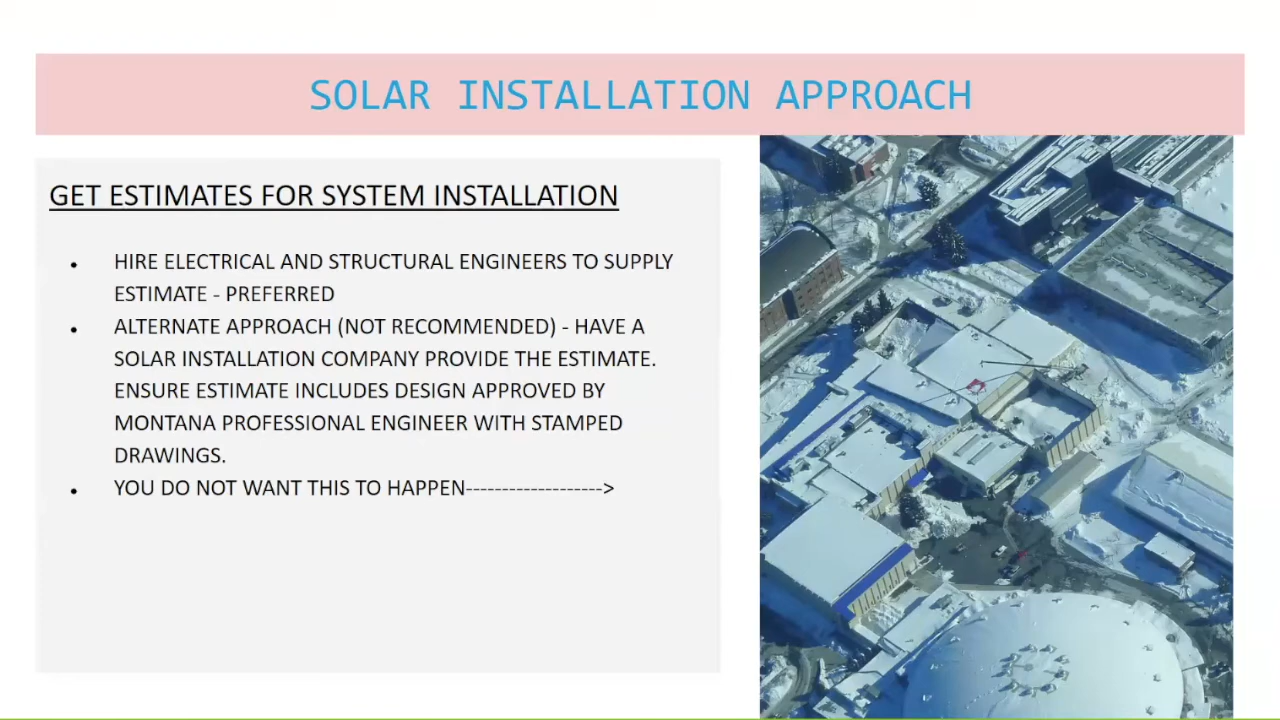 SOLAR INSTALLATION APPROACH
GET ESTIMATES FOR SYSTEM INSTALLATION
• HIRE ELECTRICAL AND STRUCTURAL ENGINEERS TO SUPPLY
ESTIMATE - PREFERRED
• ALTERNATE APPROACH (NOT RECOMMENDED) - HAVE A
SOLAR INSTALLATION COMPANY PROVIDE THE ESTIMATE.
ENSURE ESTIMATE INCLUDES DESIGN APPROVED BY
MONTANA PROFESSIONAL ENGINEER WITH STAMPED
DRAWINGS.
• YOU DO NOT WANT THIS TO HAPPEN------------------->